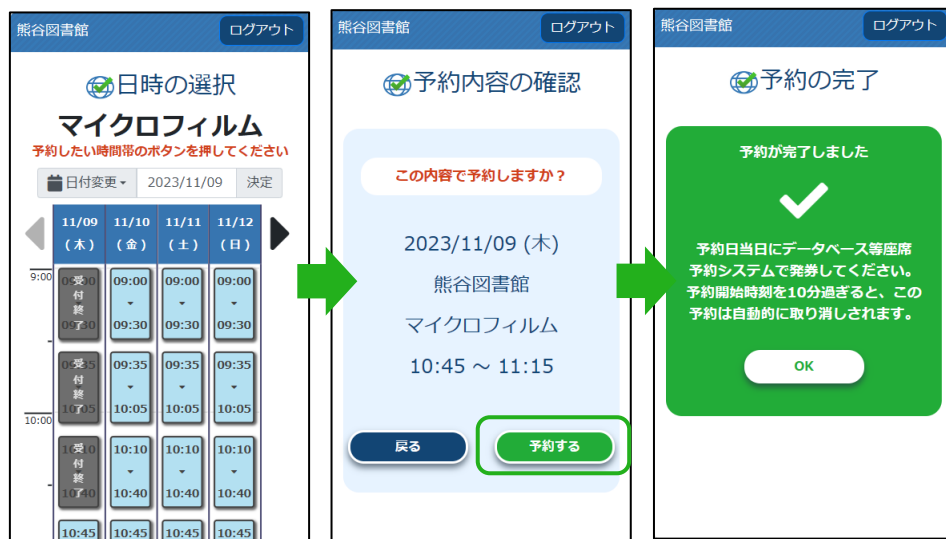 熊谷図書館
ログアウト
日時の選択
マイクロフィルム
予約したい時間帯のボタンを押してください
日付変更 2023/11/09 決定
11/09 11/10 11/11 11/12
(木) (金) (土) (日)
9:00
09:00 09:00 09:00 09:00
受付終了
09:30 09:30 09:30 09:30
09:35 09:35 09:35 09:35
受付終了
10:05 10:05 10:05 10:05
10:00
10:10 10:10 10:10 10:10
受付終了
10:40 10:40 10:40 10:40
10:45 10:45 10:45 10:45
熊谷図書館
ログアウト
予約内容の確認
この内容で予約しますか？
2023/11/09 (木)
熊谷図書館
マイクロフィルム
10:45 ～ 11:15
戻る
予約する
熊谷図書館
ログアウト
予約の完了
予約が完了しました
予約日当日にデータベース等座席
予約システムで発券してください。
予約開始時刻を10分過ぎると、この
予約は自動的に取り消しされます。
OK